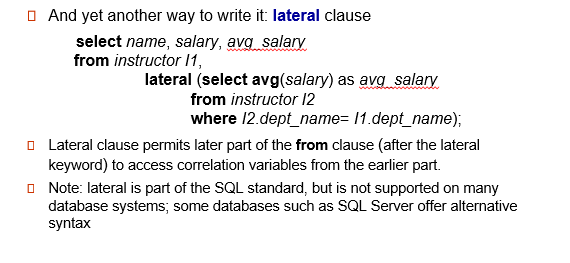 And yet another way to write it: lateral clause
select name, salary, avg_salary
from instructor I1,
lateral (select avg(salary) as avg_salary
from instructor I2
where I2.dept_name= I1.dept_name);
Lateral clause permits later part of the from clause (after the lateral
keyword) to access correlation variables from the earlier part.
Note: lateral is part of the SQL standard, but is not supported on many
database systems; some databases such as SQL Server offer alternative
syntax